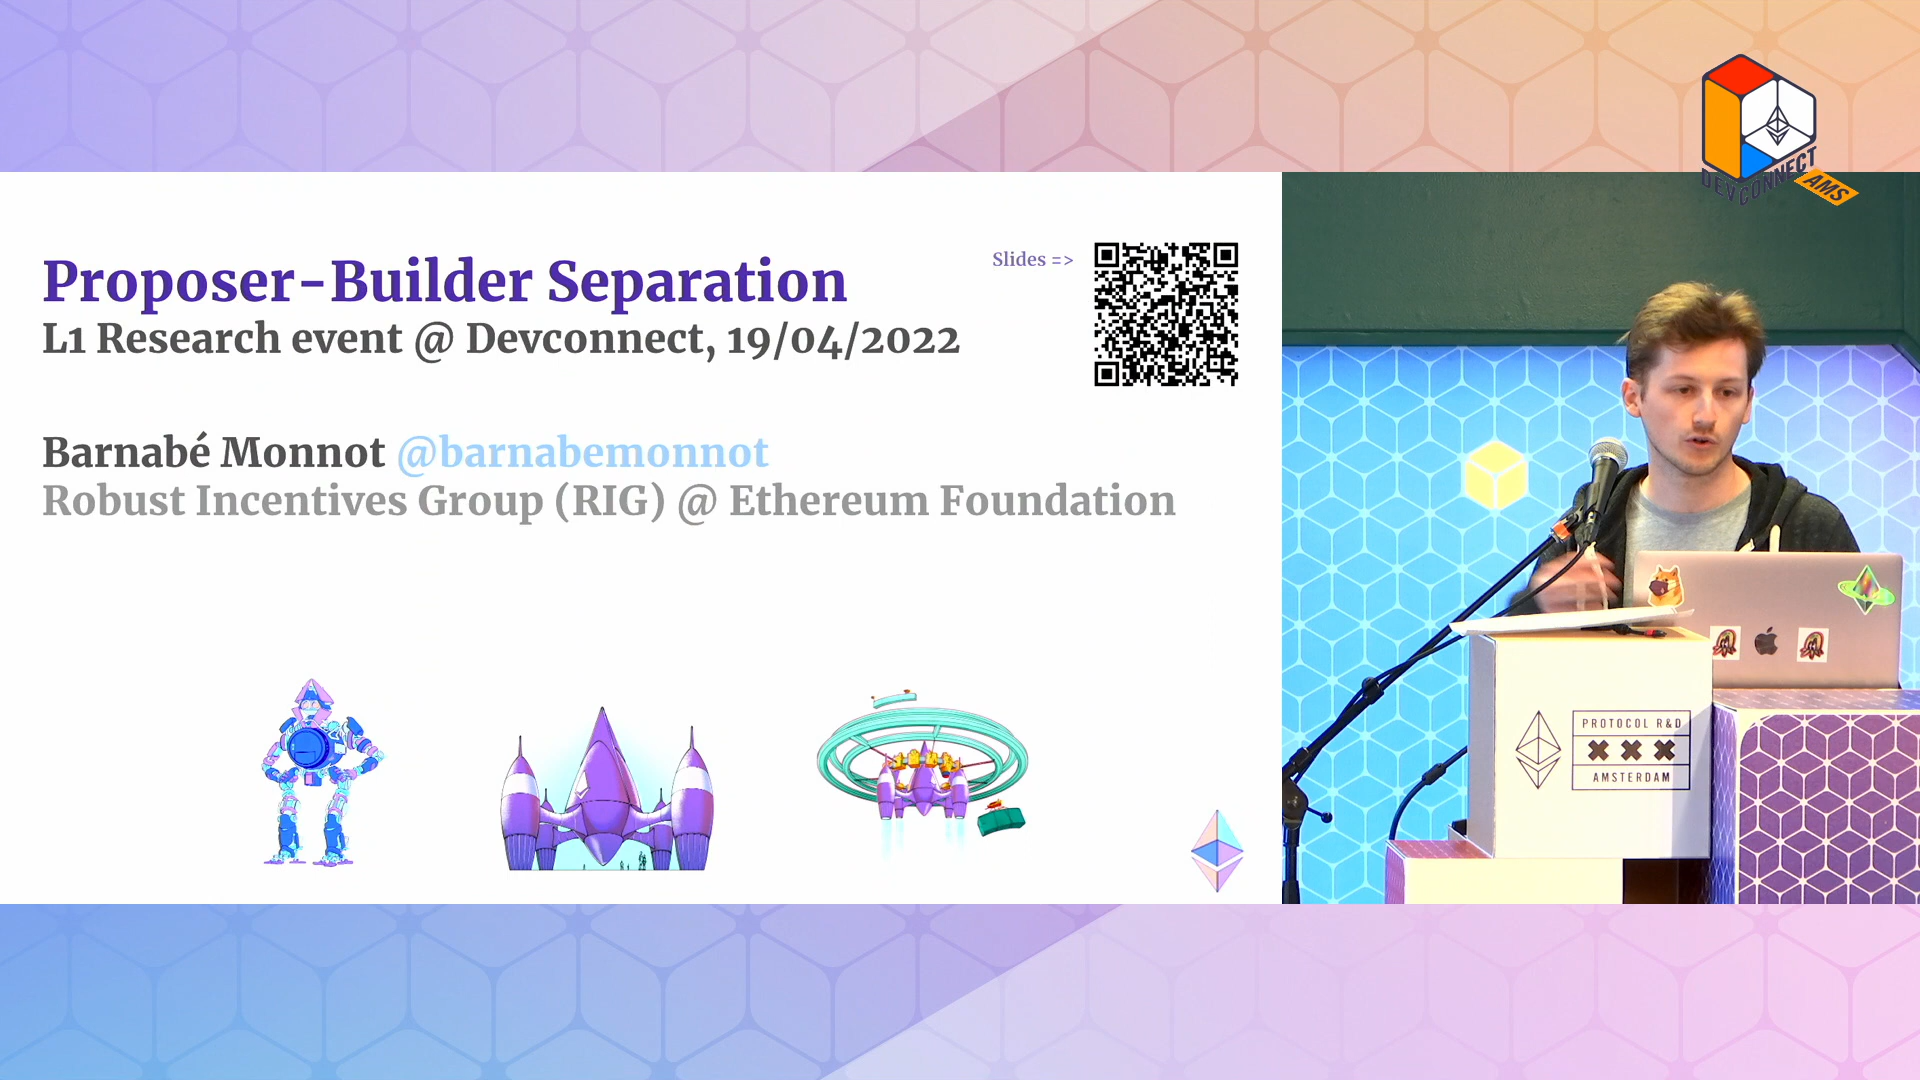 DEVCONNECT
AMS
Proposer-Builder Separation
Slides =>
L1 Research event @ Devconnect, 19/04/2022
Barnabé Monnot @barnabemonnot
Robust Incentives Group (RIG) @ Ethereum Foundation
PROTOCOL R&D
AMSTERDAM